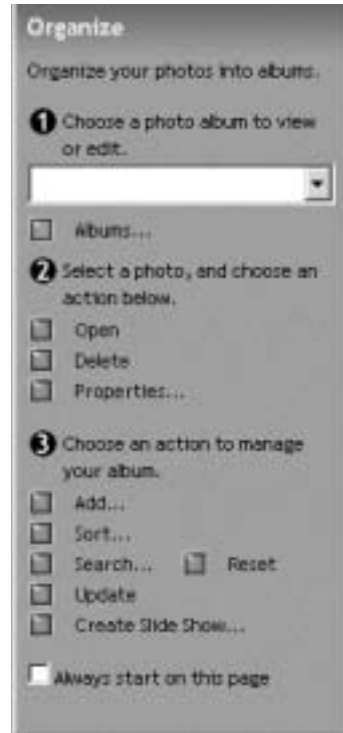 Organize
Organize your photos into albums.
1 Choose a photo album to view
or edit.
Albums...
2 Select a photo, and choose an
action below.
Open
Delete
Properties...
3 Choose an action to manage
your album.
Add...
Sort...
Search... Reset
Update
Create Slide Show...
Always start on this page